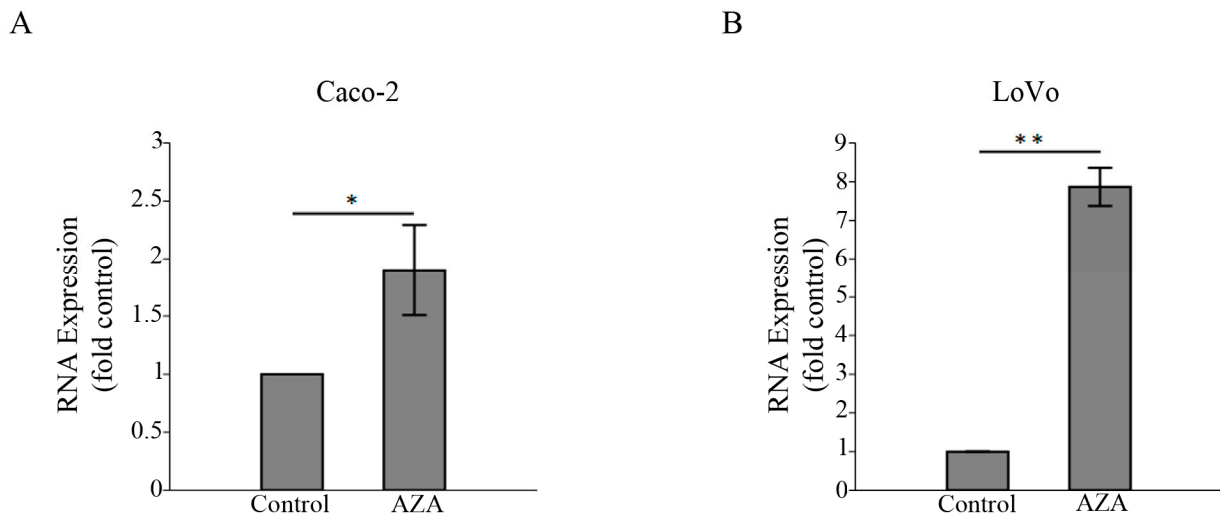 A
Caco-2
RNA Expression
(fold control)
3
2.5
2
1.5
1
0.5
0
*
Control
AZA
B
LoVo
RNA Expression
(fold control)
9
8
7
6
5
4
3
2
1
0
**
Control
AZA